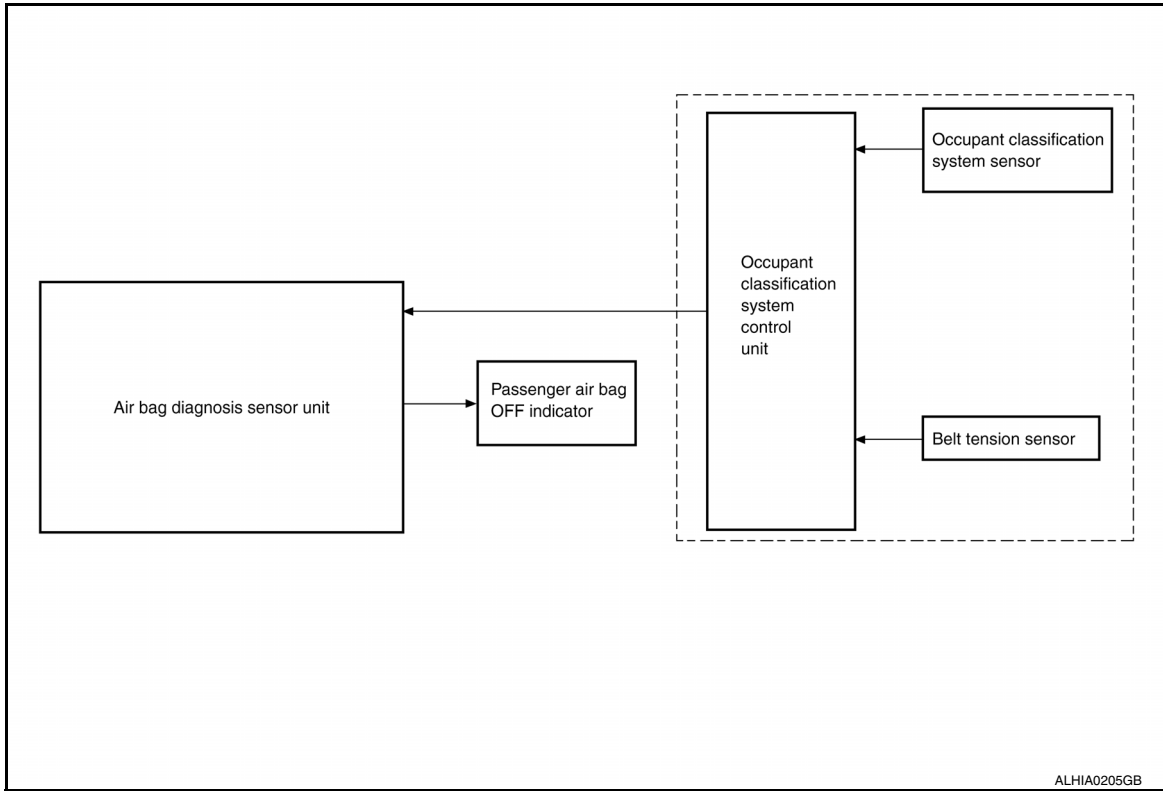 Occupant classification
system sensor
Occupant
classification
system
control
unit
Air bag diagnosis sensor unit
Passenger air bag
OFF indicator
Belt tension sensor
ALHIA0205GB